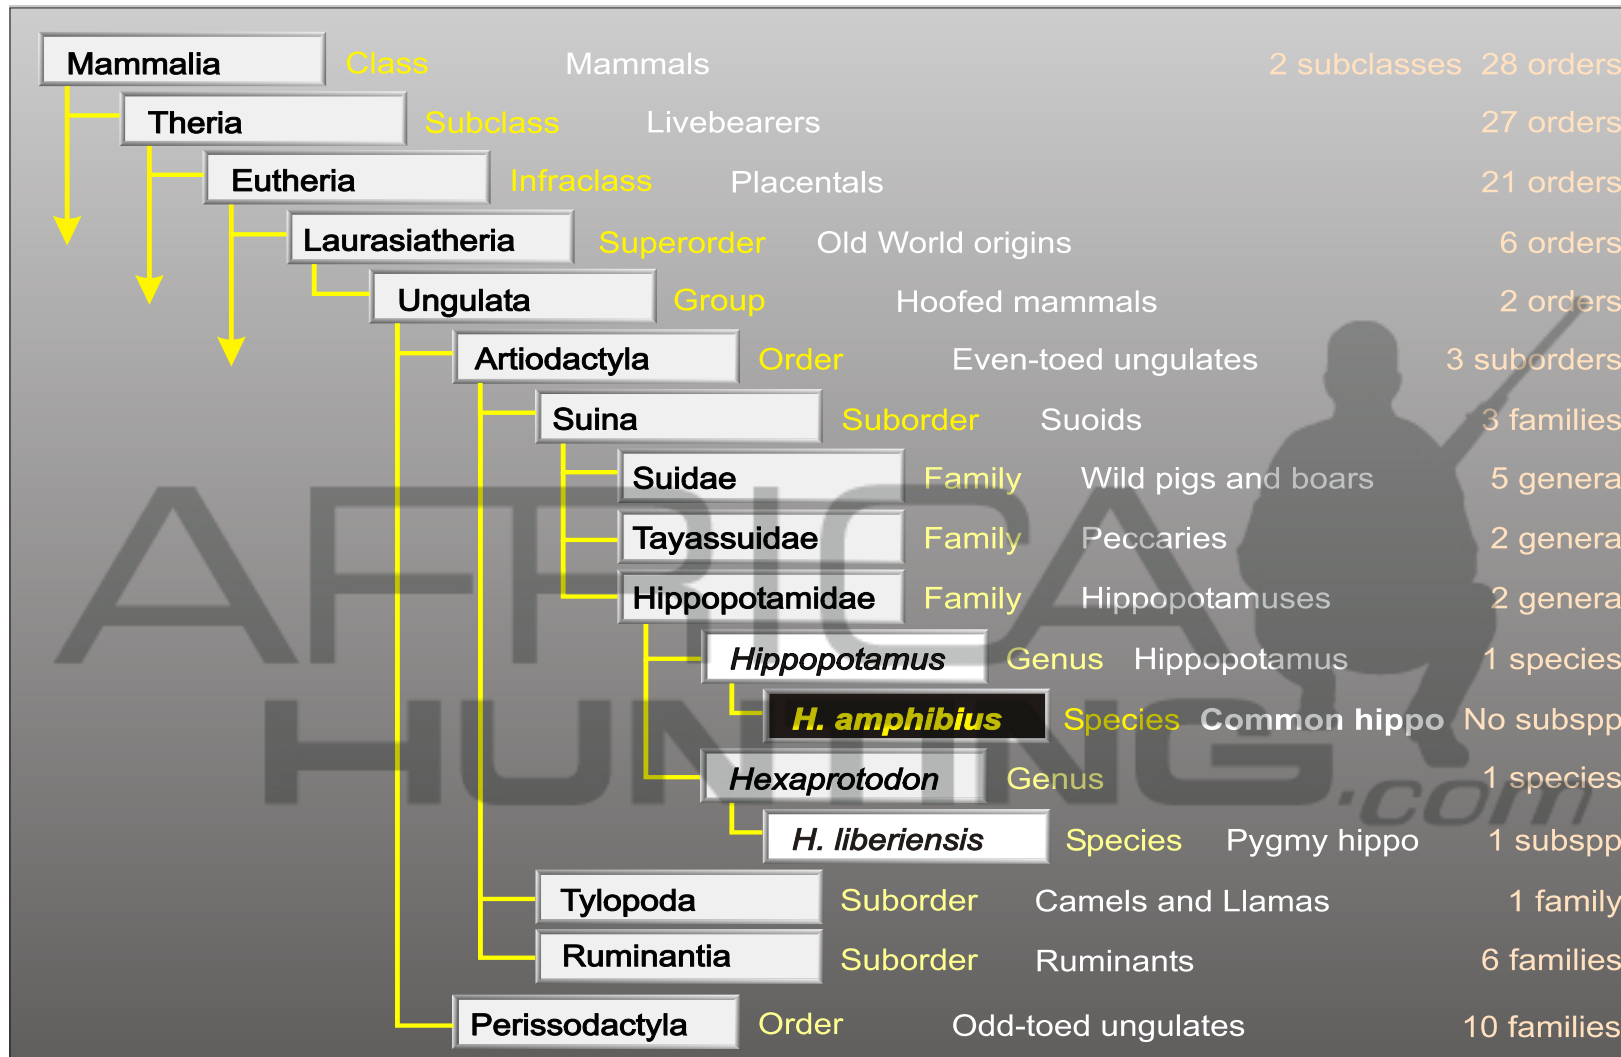 Mammalia Class Mammals 2 subclasses 28 orders
Theria Subclass Livebearers 27 orders
Eutheria Infraclass Placentals 21 orders
Laurasiatheria Superorder Old World origins 6 orders
Ungulata Group Hoofed mammals 2 orders
Artiodactyla Order Even-toed ungulates 3 suborders
Suina Suborder Suoids 3 families
Suidae Family Wild pigs and boars 5 genera
Tayassuidae Family Peccaries 2 genera
Hippopotamidae Family Hippopotamuses 2 genera
Hippopotamus Genus Hippopotamus 1 species
H. amphibius Species Common hippo No subspp
Hexaprotodon Genus 1 species
H. liberiensis Species Pygmy hippo 1 subspp
Tylopoda Suborder Camels and Llamas 1 family
Ruminantia Suborder Ruminants 6 families
Perissodactyla Order Odd-toed ungulates 10 families
AFRICA
HUNTING.com